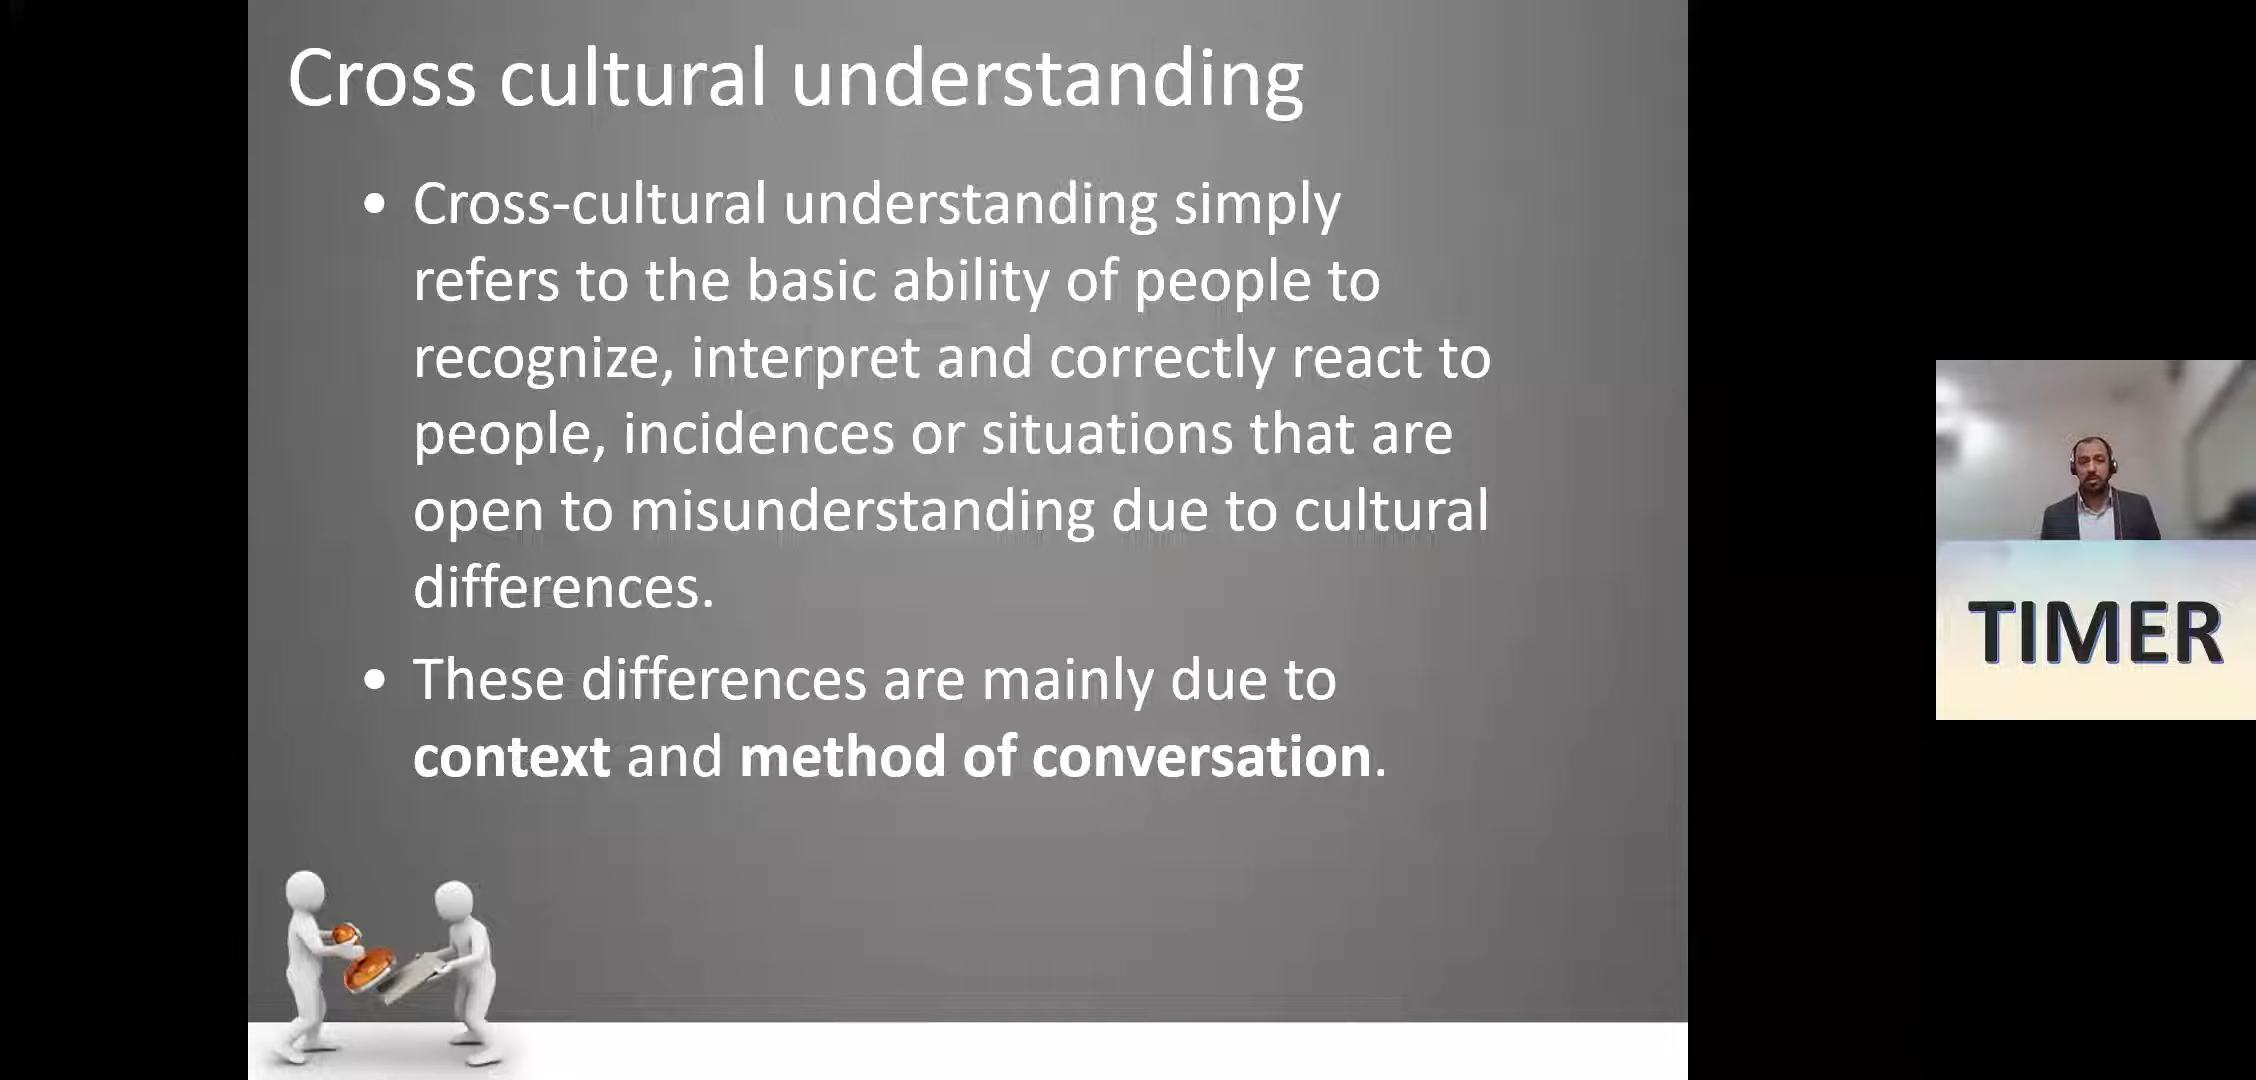 Cross cultural understanding
• Cross-cultural understanding simply
refers to the basic ability of people to
recognize, interpret and correctly react to
people, incidences or situations that are
open to misunderstanding due to cultural
differences.
• These differences are mainly due to
context and method of conversation.
TIMER